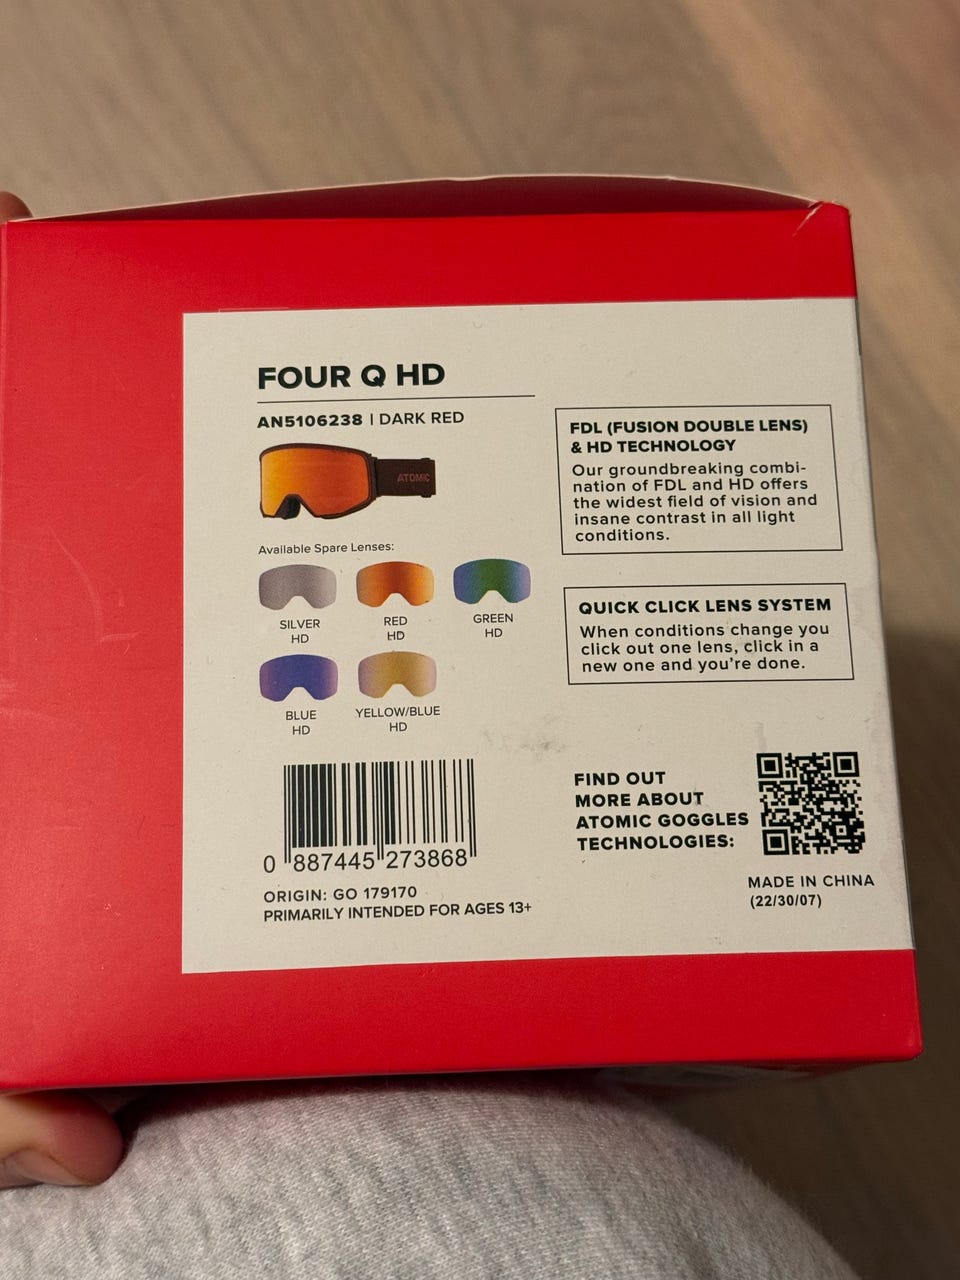 FOUR Q HD
AN5106238 | DARK RED
ATOMIC
Available Spare Lenses:
SILVER
HD
RED
HD
GREEN
HD
BLUE
HD
YELLOW/BLUE
HD
0 887445 273868
ORIGIN: GO 179170
PRIMARILY INTENDED FOR AGES 13+
FDL (FUSION DOUBLE LENS)
& HD TECHNOLOGY
Our groundbreaking combi-
nation of FDL and HD offers
the widest field of vision and
insane contrast in all light
conditions.
QUICK CLICK LENS SYSTEM
When conditions change you
click out one lens, click in a
new one and you're done.
FIND OUT
MORE ABOUT
ATOMIC GOGGLES
TECHNOLOGIES:
MADE IN CHINA
(22/30/07)